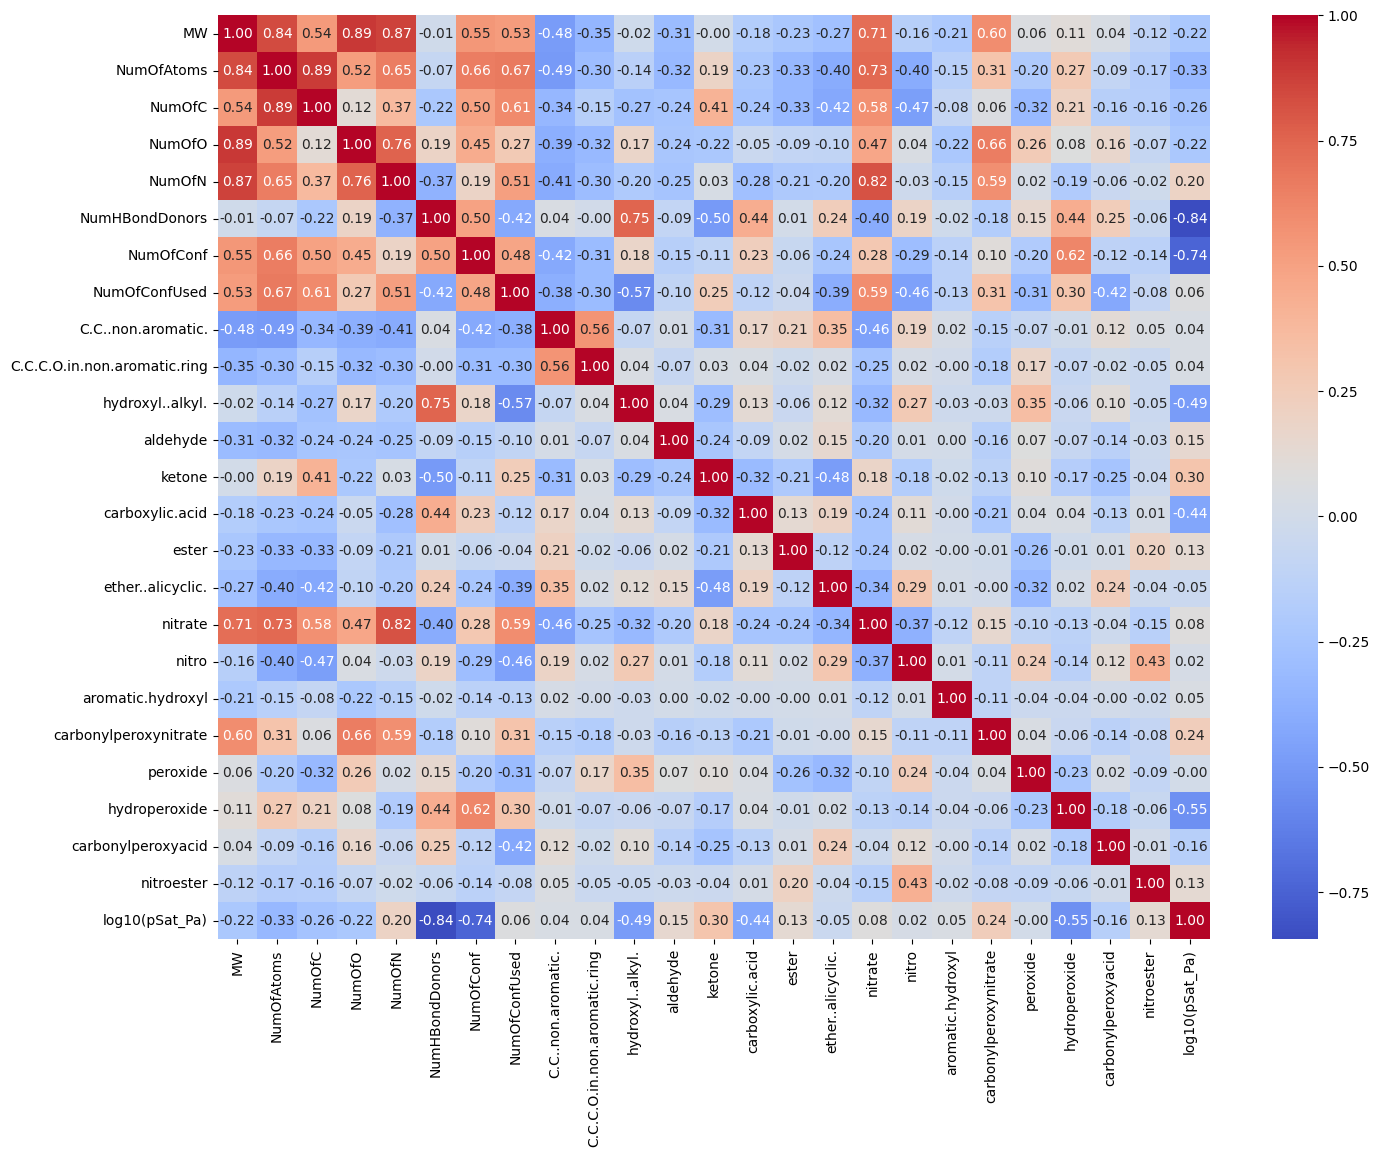 MW 1.00 0.84 0.54 0.89 0.87 -0.01 0.55 0.53 -0.48 -0.35 -0.02 -0.31 -0.00 -0.18 -0.23 -0.27 0.71 -0.16 -0.21 0.60 0.06 0.11 0.04 -0.12 -0.22
NumOfAtoms 0.84 1.00 0.89 0.52 0.65 -0.07 0.66 0.67 -0.49 -0.30 -0.14 -0.32 0.19 -0.23 -0.33 -0.40 0.73 -0.40 -0.15 0.31 -0.20 0.27 -0.09 -0.17 -0.33
NumOfC 0.54 0.89 1.00 0.12 0.37 -0.22 0.50 0.61 -0.34 -0.15 -0.27 -0.24 0.41 -0.24 -0.33 -0.42 0.58 -0.47 -0.08 0.06 -0.32 0.21 -0.16 -0.16 -0.26
NumOfO 0.89 0.52 0.12 1.00 0.76 0.19 0.45 0.27 -0.39 -0.32 0.17 -0.24 -0.22 -0.05 -0.09 -0.10 0.47 0.04 -0.22 0.66 0.26 0.08 0.16 -0.07 -0.22
NumOfN 0.87 0.65 0.37 0.76 1.00 -0.37 0.19 0.51 -0.41 -0.30 -0.20 -0.25 0.03 -0.28 -0.21 -0.20 0.82 -0.03 -0.15 0.59 0.02 -0.19 -0.06 -0.02 0.20
NumHBondDonors -0.01 -0.07 -0.22 0.19 -0.37 1.00 0.50 -0.42 0.04 -0.00 0.75 -0.09 -0.50 0.44 0.01 0.24 -0.40 0.19 -0.02 -0.18 0.15 0.44 0.25 -0.06 -0.84
NumOfConf 0.55 0.66 0.50 0.45 0.19 0.50 1.00 0.48 -0.42 -0.31 0.18 -0.15 -0.11 0.23 -0.06 -0.24 0.28 -0.29 -0.14 0.10 -0.20 0.62 -0.12 -0.14 -0.74
NumOfConfUsed 0.53 0.67 0.61 0.27 0.51 -0.42 0.48 1.00 -0.38 -0.30 -0.57 -0.10 0.25 -0.12 -0.04 -0.39 0.59 -0.46 -0.13 0.31 -0.31 0.30 -0.42 -0.08 0.06
C.C..non.aromatic. -0.48 -0.49 -0.34 -0.39 -0.41 0.04 -0.42 -0.38 1.00 0.56 -0.07 0.01 -0.31 0.17 0.21 0.35 -0.46 0.19 0.02 -0.15 -0.07 -0.01 0.12 0.05 0.04
C.C.C.O.in.non.aromatic.ring -0.35 -0.30 -0.15 -0.32 -0.30 -0.00 -0.31 -0.30 0.56 1.00 0.04 -0.07 0.03 0.04 -0.02 0.02 -0.25 0.02 -0.00 -0.18 0.17 -0.07 -0.02 -0.05 0.04
hydroxyl..alkyl. -0.02 -0.14 -0.27 0.17 -0.20 0.75 0.18 -0.57 -0.07 0.04 1.00 0.04 -0.29 0.13 -0.06 0.12 -0.32 0.27 -0.03 -0.03 0.35 -0.06 0.10 -0.05 -0.49
aldehyde -0.31 -0.32 -0.24 -0.24 -0.25 -0.09 -0.15 -0.10 0.01 -0.07 0.04 1.00 -0.24 -0.09 0.02 0.15 -0.20 0.01 0.00 -0.16 0.07 -0.07 -0.14 -0.03 0.15
ketone -0.00 0.19 0.41 -0.22 0.03 -0.50 -0.11 0.25 -0.31 0.03 -0.29 -0.24 1.00 -0.32 -0.21 -0.48 0.18 -0.18 -0.02 -0.13 0.10 -0.17 -0.25 -0.04 0.30
carboxylic.acid -0.18 -0.23 -0.24 -0.05 -0.28 0.44 0.23 -0.12 0.17 0.04 0.13 -0.09 -0.32 1.00 0.13 0.19 -0.24 0.11 -0.00 -0.21 0.04 0.04 -0.13 0.01 -0.44
ester -0.23 -0.33 -0.33 -0.09 -0.21 0.01 -0.06 -0.04 0.21 -0.02 -0.06 0.02 -0.21 0.13 1.00 -0.12 -0.24 0.02 -0.00 -0.01 -0.26 -0.01 0.01 0.20 0.13
ether..alicyclic. -0.27 -0.40 -0.42 -0.10 -0.20 0.24 -0.24 -0.39 0.35 0.02 0.12 0.15 -0.48 0.19 -0.12 1.00 -0.34 0.29 0.01 -0.00 -0.32 0.02 0.24 -0.04 -0.05
nitrate 0.71 0.73 0.58 0.47 0.82 -0.40 0.28 0.59 -0.46 -0.25 -0.32 -0.20 0.18 -0.24 -0.24 -0.34 1.00 -0.37 -0.12 0.15 -0.10 -0.13 -0.04 -0.15 0.08
nitro -0.16 -0.40 -0.47 0.04 -0.03 0.19 -0.29 -0.46 0.19 0.02 0.27 0.01 -0.18 0.11 0.02 0.29 -0.37 1.00 0.01 -0.11 0.24 -0.14 0.12 0.43 0.02
aromatic.hydroxyl -0.21 -0.15 -0.08 -0.22 -0.15 -0.02 -0.14 -0.13 0.02 -0.00 -0.03 0.00 -0.02 -0.00 -0.00 0.01 -0.12 0.01 1.00 -0.11 -0.04 -0.04 -0.00 -0.02 0.05
carbonylperoxynitrate 0.60 0.31 0.06 0.66 0.59 -0.18 0.10 0.31 -0.15 -0.18 -0.03 -0.16 -0.13 -0.21 -0.01 -0.00 0.15 -0.11 -0.11 1.00 0.04 -0.06 -0.14 -0.08 0.24
peroxide 0.06 -0.20 -0.32 0.26 0.02 0.15 -0.20 -0.31 -0.07 0.17 0.35 0.07 0.10 0.04 -0.26 -0.32 -0.10 0.24 -0.04 0.04 1.00 -0.23 0.02 -0.09 -0.00
hydroperoxide 0.11 0.27 0.21 0.08 -0.19 0.44 0.62 0.30 -0.01 -0.07 -0.06 -0.07 -0.17 0.04 -0.01 0.02 -0.13 -0.14 -0.04 -0.06 -0.23 1.00 -0.18 -0.06 -0.55
carbonylperoxyacid 0.04 -0.09 -0.16 0.16 -0.06 0.25 -0.12 -0.42 0.12 -0.02 0.10 -0.14 -0.25 -0.13 0.01 0.24 -0.04 0.12 -0.00 -0.14 0.02 -0.18 1.00 -0.01 -0.16
nitroester -0.12 -0.17 -0.16 -0.07 -0.02 -0.06 -0.14 -0.08 0.05 -0.05 -0.05 -0.03 -0.04 0.01 0.20 -0.04 -0.15 0.43 -0.02 -0.08 -0.09 -0.06 -0.01 1.00 0.13
log10(pSat_Pa) -0.22 -0.33 -0.26 -0.22 0.20 -0.84 -0.74 0.06 0.04 0.04 -0.49 0.15 0.30 -0.44 0.13 -0.05 0.08 0.02 0.05 0.24 -0.00 -0.55 -0.16 0.13 1.00
MW
NumOfAtoms
NumOfC
NumOfO
NumOfN
NumHBondDonors
NumOfConf
NumOfConfUsed
C.C..non.aromatic.
C.C.C.O.in.non.aromatic.ring
hydroxyl..alkyl.
aldehyde
ketone
carboxylic.acid
ester
ether..alicyclic.
nitrate
nitro
aromatic.hydroxyl
carbonylperoxynitrate
peroxide
hydroperoxide
carbonylperoxyacid
nitroester
log10(pSat_Pa)
1.00
0.75
0.50
0.25
0.00
−0.25
−0.50
−0.75